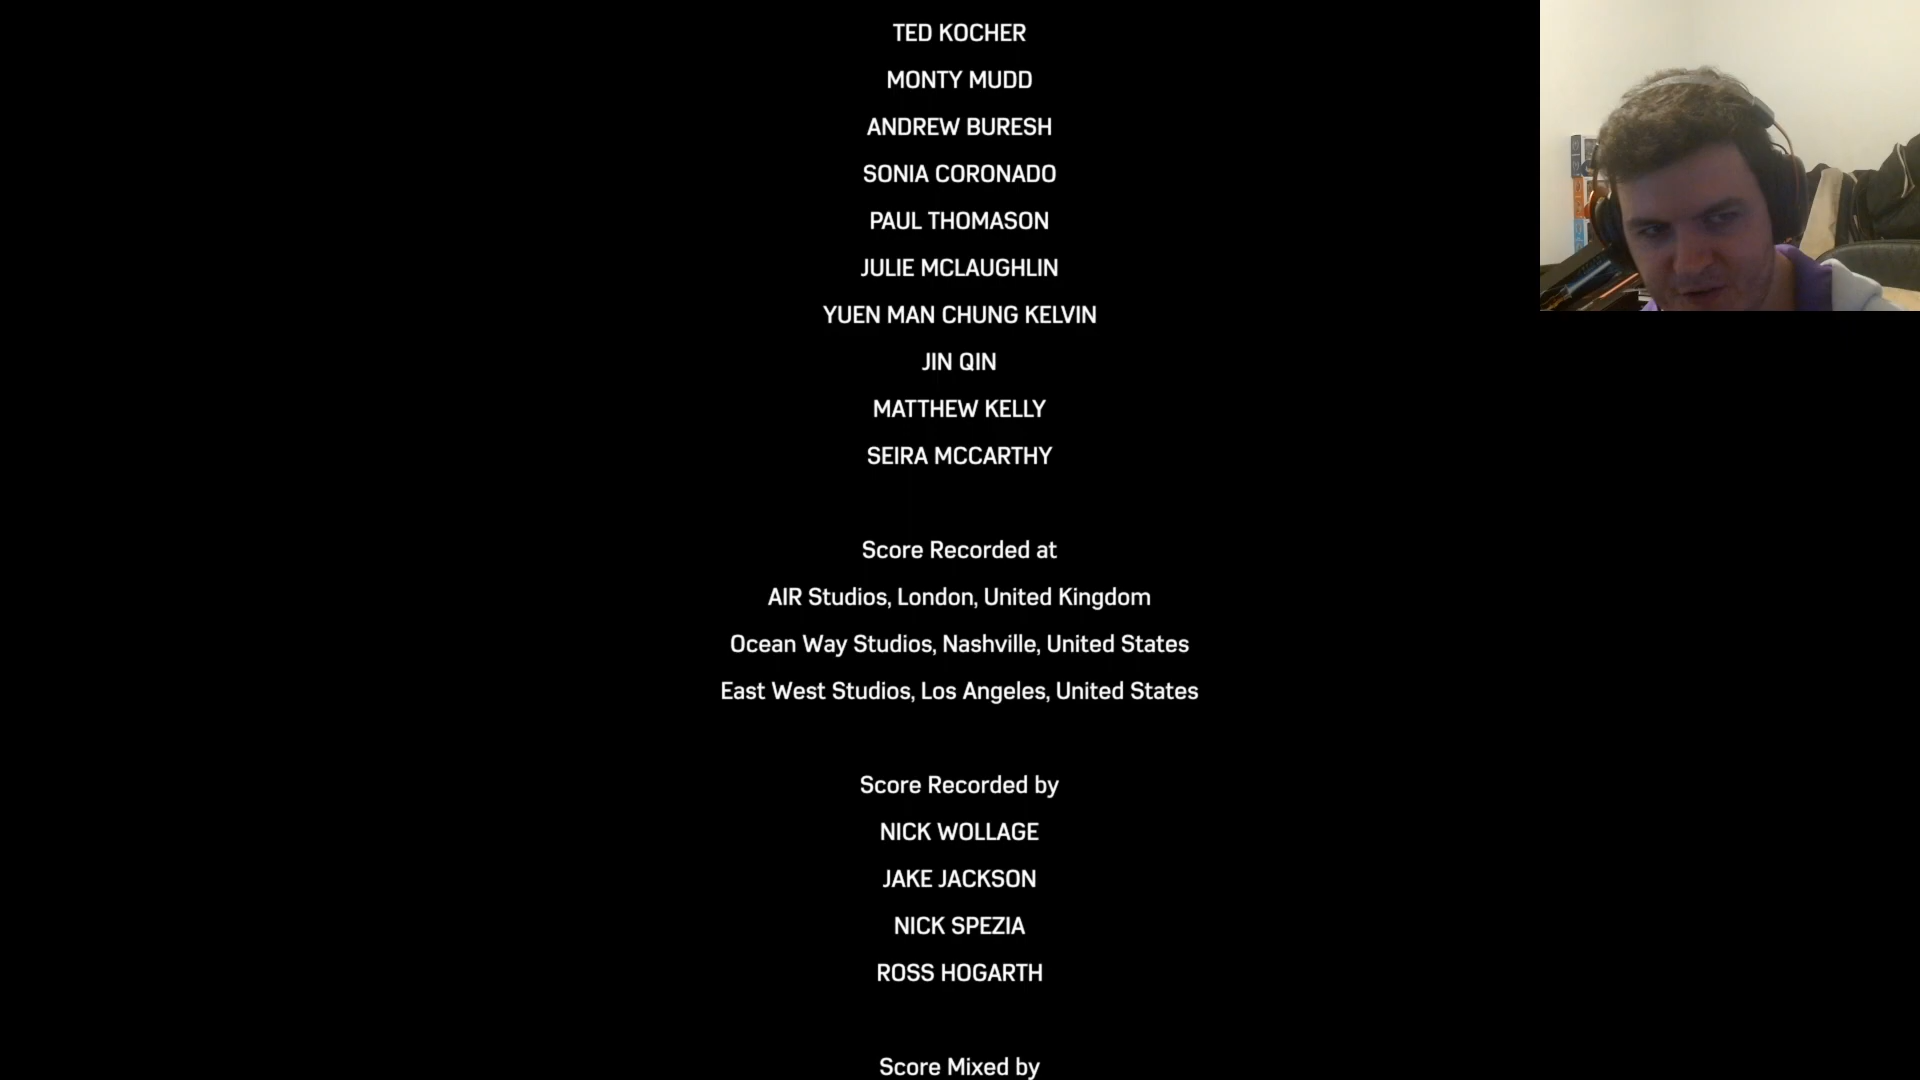 TED KOCHER
MONTY MUDD
ANDREW BURESH
SONIA CORONADO
PAUL THOMASON
JULIE MCLAUGHLIN
YUEN MAN CHUNG KELVIN
JIN QIN
MATTHEW KELLY
SEIRA MCCARTHY
Score Recorded at
AIR Studios, London, United Kingdom
Ocean Way Studios, Nashville, United States
East West Studios, Los Angeles, United States
Score Recorded by
NICK WOLLAGE
JAKE JACKSON
NICK SPEZIA
ROSS HOGARTH
Score Mixed by